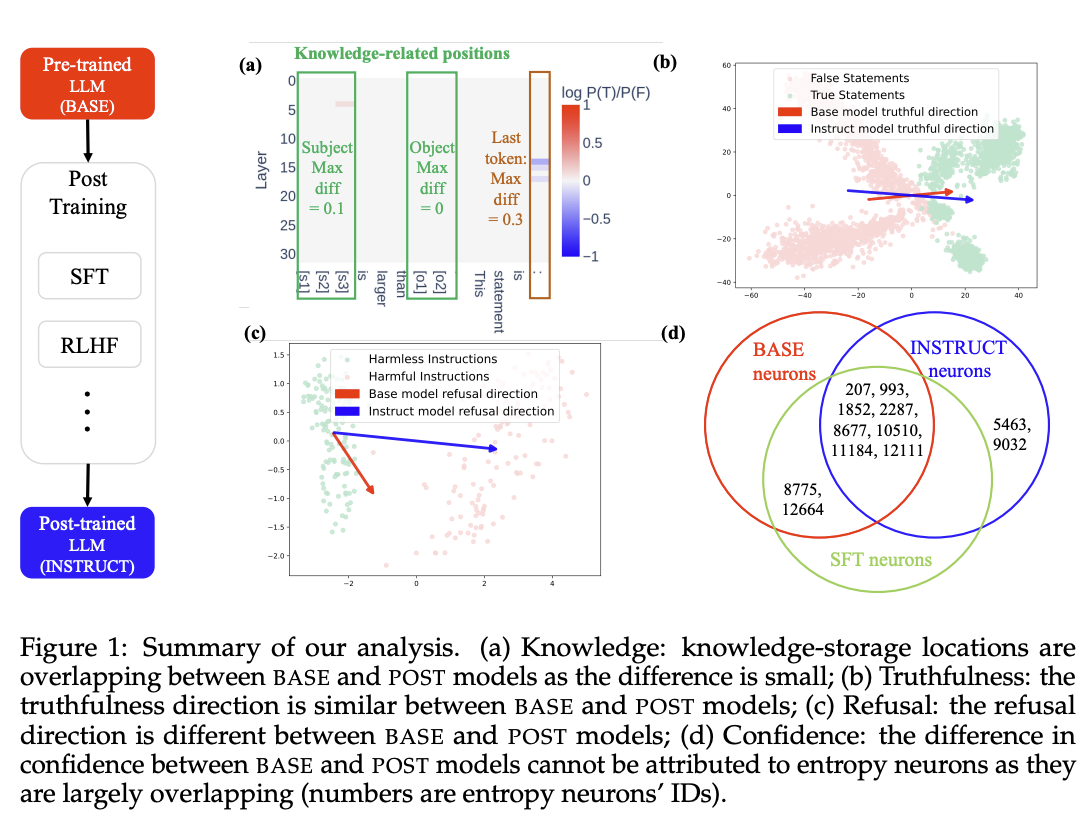 Pre-trained
LLM
(BASE)
Post
Training
SFT
RLHF
Post-trained
LLM
(INSTRUCT)
(a)
Knowledge-related positions
log P(T)/P(F)
Layer
0
5
10
15
20
25
30
Subject
Max
diff
= 0.1
Object
Max
diff
= 0
Last
token:
Max
diff
= 0.3
1
0.5
0
−0.5
−1
[s1]
[s2]
[s3]
is
larger
than
[o1]
[o2]
.
This
statement
is
:
(b)
False Statements
True Statements
Base model truthful direction
Instruct model truthful direction
60
40
20
0
−20
−40
−60
−40
−20
0
20
40
(c)
Harmless Instructions
Harmful Instructions
Base model refusal direction
Instruct model refusal direction
1.5
1.0
0.5
0.0
−0.5
−1.0
−1.5
−2.0
−2
0
2
4
(d)
BASE
neurons
INSTRUCT
neurons
207, 993,
1852, 2287,
8677, 10510,
11184, 12111
5463,
9032
8775,
12664
SFT neurons
Figure 1: Summary of our analysis. (a) Knowledge: knowledge-storage locations are
overlapping between BASE and POST models as the difference is small; (b) Truthfulness: the
truthfulness direction is similar between BASE and POST models; (c) Refusal: the refusal
direction is different between BASE and POST models; (d) Confidence: the difference in
confidence between BASE and POST models cannot be attributed to entropy neurons as they
are largely overlapping (numbers are entropy neurons’ IDs).